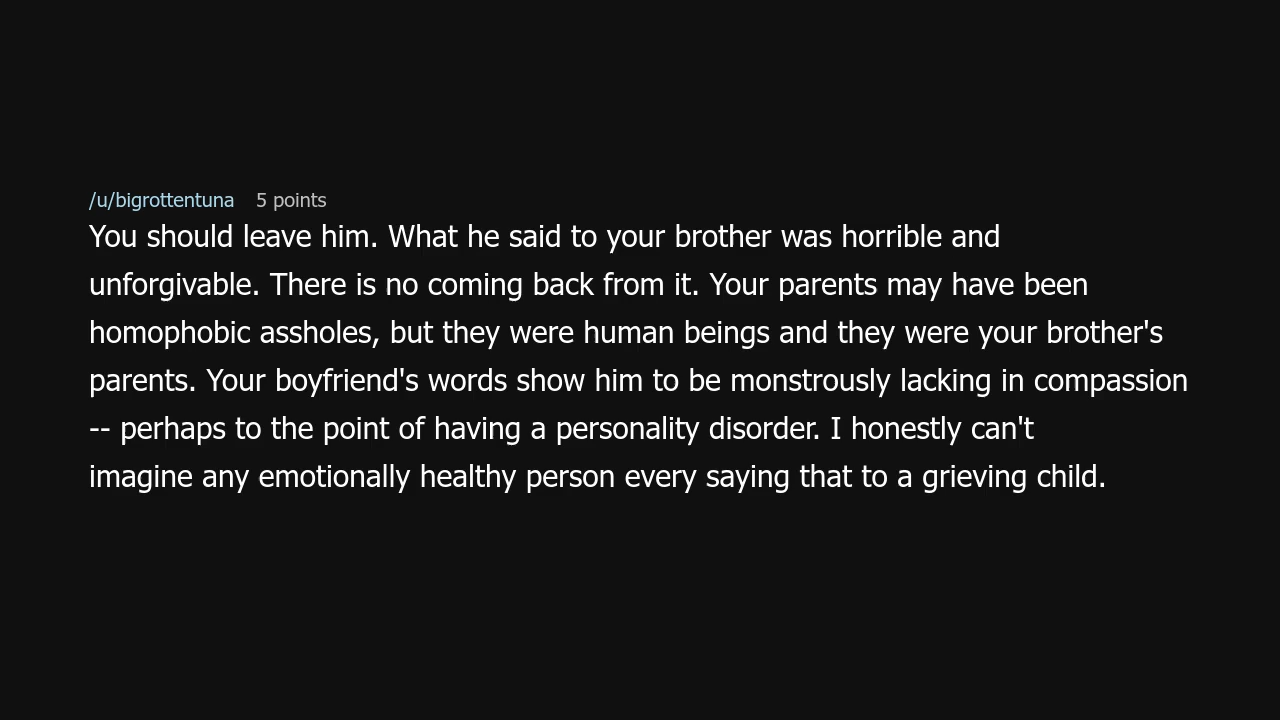 /u/bigrottentuna 5 points
You should leave him. What he said to your brother was horrible and
unforgivable. There is no coming back from it. Your parents may have been
homophobic assholes, but they were human beings and they were your brother's
parents. Your boyfriend's words show him to be monstrously lacking in compassion
-- perhaps to the point of having a personality disorder. I honestly can't
imagine any emotionally healthy person every saying that to a grieving child.